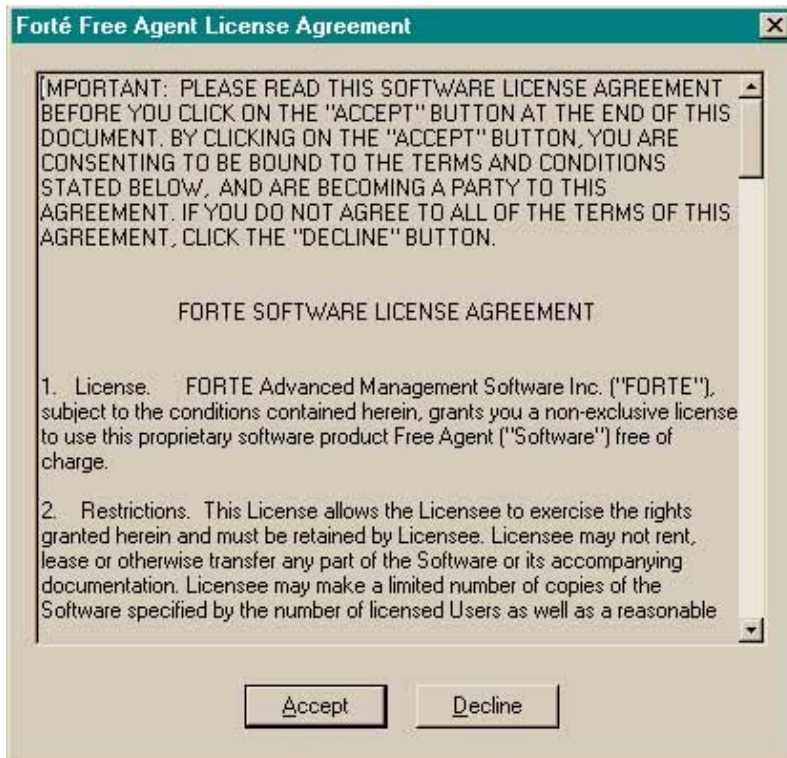 Forté Free Agent License Agreement
IMPORTANT: PLEASE READ THIS SOFTWARE LICENSE AGREEMENT
BEFORE YOU CLICK ON THE "ACCEPT" BUTTON AT THE END OF THIS
DOCUMENT. BY CLICKING ON THE "ACCEPT" BUTTON, YOU ARE
CONSENTING TO BE BOUND TO THE TERMS AND CONDITIONS
STATED BELOW, AND ARE BECOMING A PARTY TO THIS
AGREEMENT. IF YOU DO NOT AGREE TO ALL OF THE TERMS OF THIS
AGREEMENT, CLICK THE "DECLINE" BUTTON.
FORTE SOFTWARE LICENSE AGREEMENT
1. License. FORTE Advanced Management Software Inc. ("FORTE"),
subject to the conditions contained herein, grants you a non-exclusive license
to use this proprietary software product Free Agent ("Software") free of
charge.
2. Restrictions. This License allows the Licensee to exercise the rights
granted herein and must be retained by Licensee. Licensee may not rent,
lease or otherwise transfer any part of the Software or its accompanying
documentation. Licensee may make a limited number of copies of the
Software specified by the number of licensed Users as well as a reasonable
Accept Decline